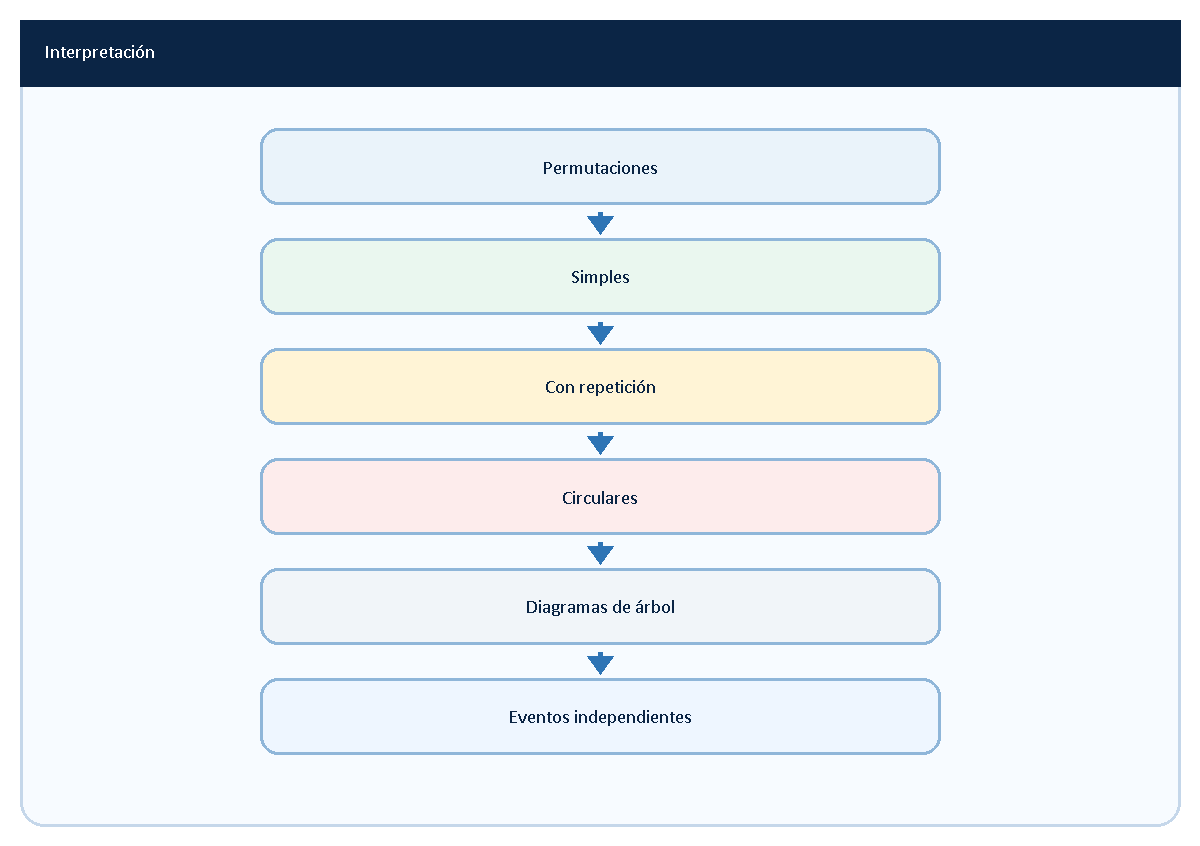 Interpretación
Permutaciones
Simples
Con repetición
Circulares
Diagramas de árbol
Eventos independientes